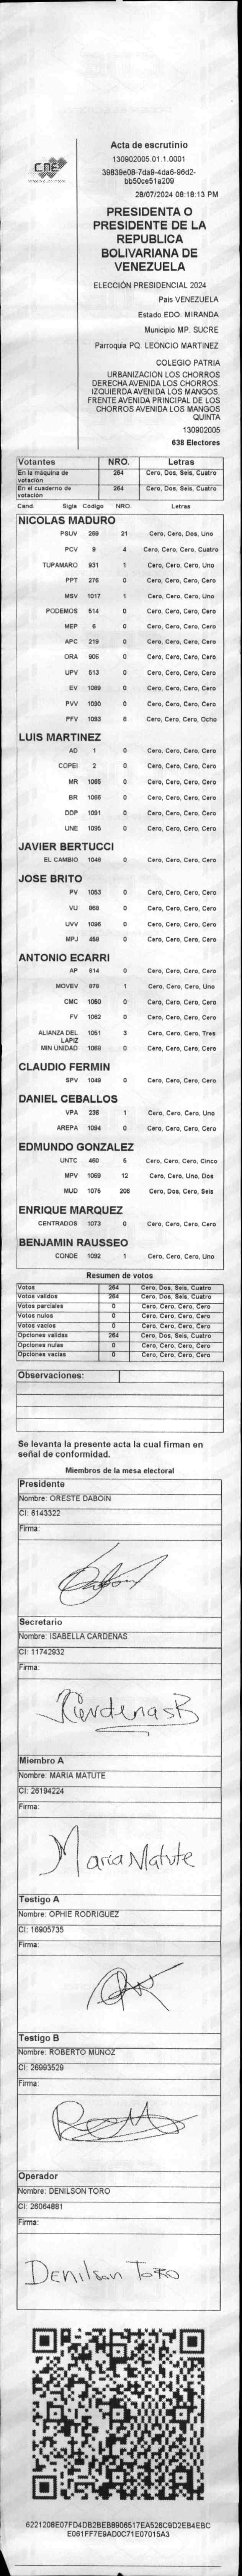 CNE
Acta de escrutinio
130902005.01.1.0001
39839e08-7da9-4da6-96d2-
bb50ce51a209
28/07/2024 08:18:13 PM
PRESIDENTA O
PRESIDENTE DE LA
REPUBLICA
BOLIVARIANA DE
VENEZUELA
ELECCIÓN PRESIDENCIAL 2024
País VENEZUELA
Estado EDO. MIRANDA
Municipio MP. SUCRE
Parroquia PQ. LEONCIO MARTINEZ
COLEGIO PATRIA
URBANIZACION LOS CHORROS
DERECHA AVENIDA LOS CHORROS.
IZQUIERDA AVENIDA LOS MANGOS.
FRENTE AVENIDA PRINCIPAL DE LOS
CHORROS AVENIDA LOS MANGOS
QUINTA
130902005
638 Electores
Votantes NRO. Letras
En la máquina de votación 264 Cero, Dos, Seis, Cuatro
En el cuaderno de votación 264 Cero, Dos, Seis, Cuatro
Cand. Sigla Código NRO. Letras
NICOLAS MADURO
PSUV 269 21 Cero, Cero, Dos, Uno
PCV 9 4 Cero, Cero, Cero, Cuatro
TUPAMARO 931 1 Cero, Cero, Cero, Uno
PPT 276 0 Cero, Cero, Cero, Cero
MSV 1017 1 Cero, Cero, Cero, Uno
PODEMOS 514 0 Cero, Cero, Cero, Cero
MEP 6 0 Cero, Cero, Cero, Cero
APC 219 0 Cero, Cero, Cero, Cero
ORA 906 0 Cero, Cero, Cero, Cero
UPV 513 0 Cero, Cero, Cero, Cero
EV 1089 0 Cero, Cero, Cero, Cero
PVV 1090 0 Cero, Cero, Cero, Cero
PFV 1093 8 Cero, Cero, Cero, Ocho
LUIS MARTINEZ
AD 1 0 Cero, Cero, Cero, Cero
COPEI 2 0 Cero, Cero, Cero, Cero
MR 1065 0 Cero, Cero, Cero, Cero
BR 1066 0 Cero, Cero, Cero, Cero
DDP 1091 0 Cero, Cero, Cero, Cero
UNE 1095 0 Cero, Cero, Cero, Cero
JAVIER BERTUCCI
EL CAMBIO 1048 0 Cero, Cero, Cero, Cero
JOSE BRITO
PV 1053 0 Cero, Cero, Cero, Cero
VU 968 0 Cero, Cero, Cero, Cero
UVV 1096 0 Cero, Cero, Cero, Cero
MPJ 458 0 Cero, Cero, Cero, Cero
ANTONIO ECARRI
AP 814 0 Cero, Cero, Cero, Cero
MOVEV 978 1 Cero, Cero, Cero, Uno
CMC 1060 0 Cero, Cero, Cero, Cero
FV 1062 0 Cero, Cero, Cero, Cero
ALIANZA DEL LAPIZ 1051 3 Cero, Cero, Cero, Tres
MIN UNIDAD 1068 0 Cero, Cero, Cero, Cero
CLAUDIO FERMIN
SPV 1049 0 Cero, Cero, Cero, Cero
DANIEL CEBALLOS
VPA 236 1 Cero, Cero, Cero, Uno
AREPA 1094 0 Cero, Cero, Cero, Cero
EDMUNDO GONZALEZ
UNTC 460 5 Cero, Cero, Cero, Cinco
MPV 1069 12 Cero, Cero, Uno, Dos
MUD 1075 206 Cero, Dos, Cero, Seis
ENRIQUE MARQUEZ
CENTRADOS 1073 0 Cero, Cero, Cero, Cero
BENJAMIN RAUSSEO
CONDE 1092 1 Cero, Cero, Cero, Uno
Resumen de votos
Votos 264 Cero, Dos, Seis, Cuatro
Votos validos 264 Cero, Dos, Seis, Cuatro
Votos parciales 0 Cero, Cero, Cero, Cero
Votos nulos 0 Cero, Cero, Cero, Cero
Votos vacios 0 Cero, Cero, Cero, Cero
Opciones validas 264 Cero, Dos, Seis, Cuatro
Opciones nulas 0 Cero, Cero, Cero, Cero
Opciones vacias 0 Cero, Cero, Cero, Cero
Observaciones:
Se levanta la presente acta la cual firman en
señal de conformidad.
Miembros de la mesa electoral
Presidente
Nombre: ORESTE DABOIN
CI: 6143322
Firma:
Secretario
Nombre: ISABELLA CARDENAS
CI: 11742932
Firma:
CardenasB
Miembro A
Nombre: MARIA MATUTE
CI: 26194224
Firma:
Maria Matute
Testigo A
Nombre: OPHIE RODRIGUEZ
CI: 16905735
Firma:
Testigo B
Nombre: ROBERTO MUNOZ
CI: 26993529
Firma:
Operador
Nombre: DENILSON TORO
CI: 26064881
Firma:
Denilson Toro
6221208E07FD4DB2BEB8906517EA526C9D2EB4EBC
E061FF7E9AD0C71E07015A3